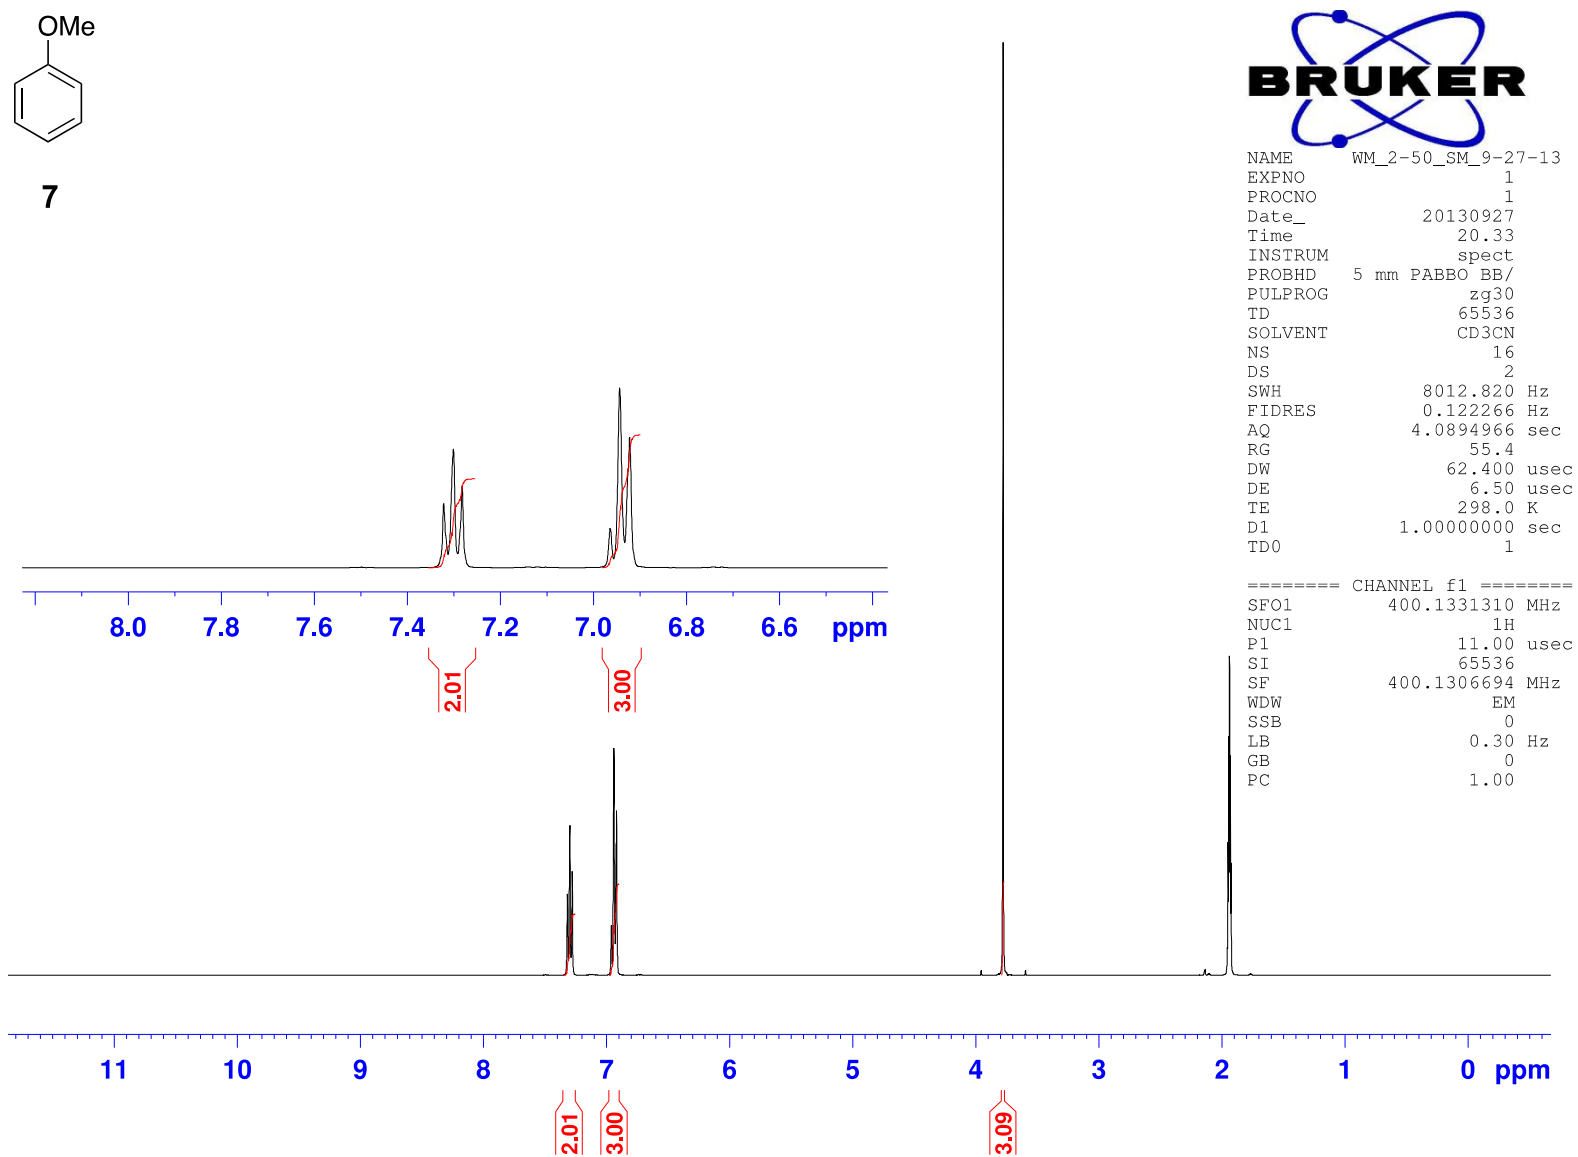 OMe
7
BRUKER
NAME WM_2-50_SM_9-27-13
EXPNO 1
PROCNO 1
Date_ 20130927
Time 20.33
INSTRUM spect
PROBHD 5 mm PABBO BB/
PULPROG zg30
TD 65536
SOLVENT CD3CN
NS 16
DS 2
SWH 8012.820 Hz
FIDRES 0.122266 Hz
AQ 4.0894966 sec
RG 55.4
DW 62.400 usec
DE 6.50 usec
TE 298.0 K
D1 1.00000000 sec
TD0 1
======== CHANNEL f1 ========
SFO1 400.1331310 MHz
NUC1 1H
P1 11.00 usec
SI 65536
SF 400.1306694 MHz
WDW EM
SSB 0
LB 0.30 Hz
GB 0
PC 1.00
8.0 7.8 7.6 7.4 7.2 7.0 6.8 6.6 ppm
2.01 3.00
11 10 9 8 7 6 5 4 3 2 1 0 ppm
2.01 3.00 3.09